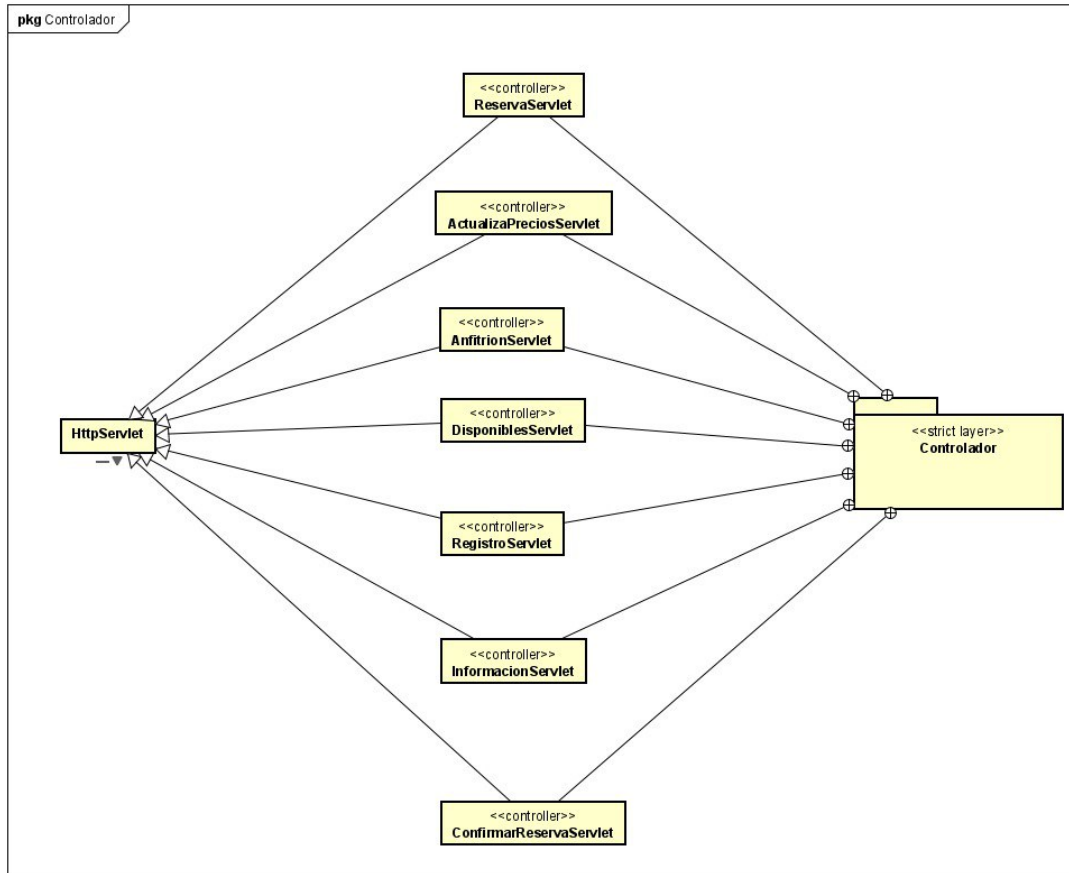 pkg Controlador
<<controller>>
ReservaServlet
<<controller>>
ActualizaPreciosServlet
<<controller>>
AnfitrionServlet
<<controller>>
DisponiblesServlet
HttpServlet
<<strict layer>>
Controlador
<<controller>>
RegistroServlet
<<controller>>
InformacionServlet
<<controller>>
ConfirmarReservaServlet